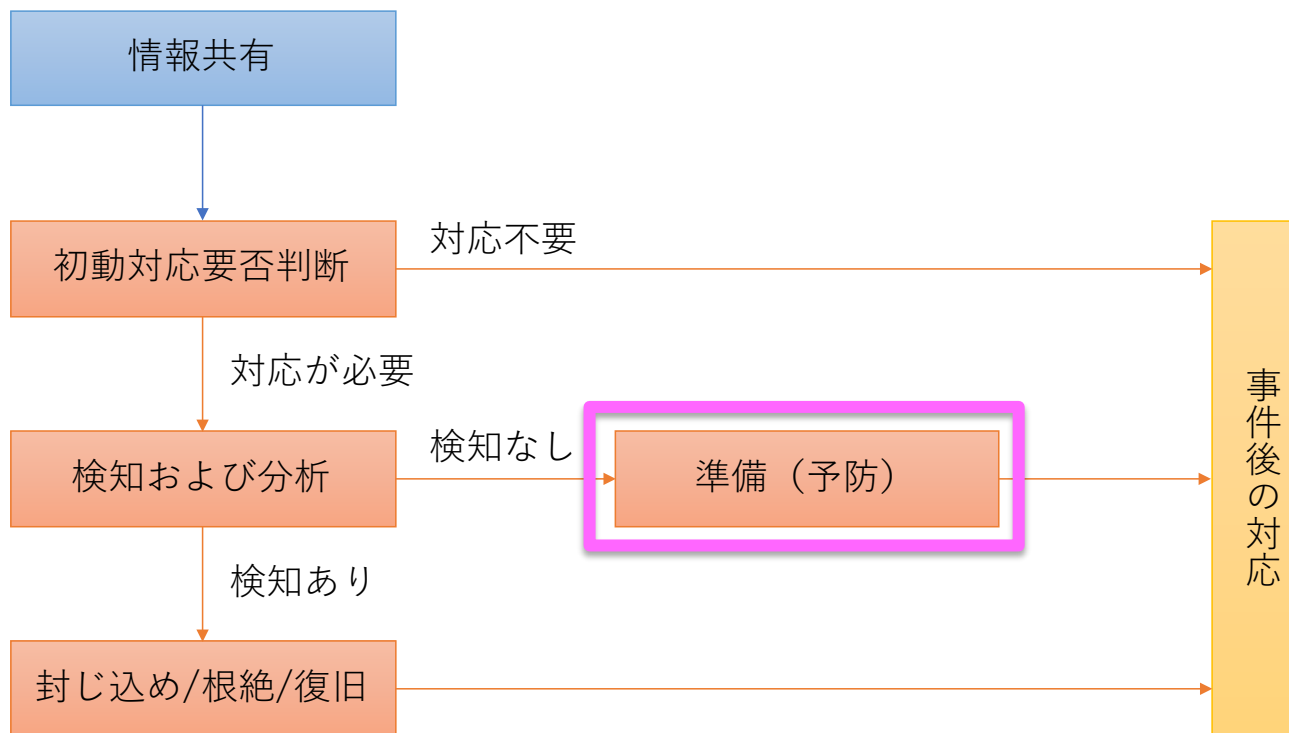 情報共有
初動対応要否判断
対応不要
対応が必要
検知および分析
検知なし
準備（予防）
検知あり
封じ込め/根絶/復旧
事件後の対応